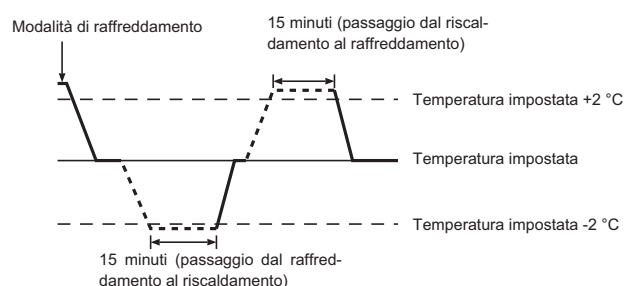 Modalità di raffreddamento
15 minuti (passaggio dal riscal-
damento al raffreddamento)
Temperatura impostata +2 °C
Temperatura impostata
Temperatura impostata -2 °C
15 minuti (passaggio dal raffred-
damento al riscaldamento)